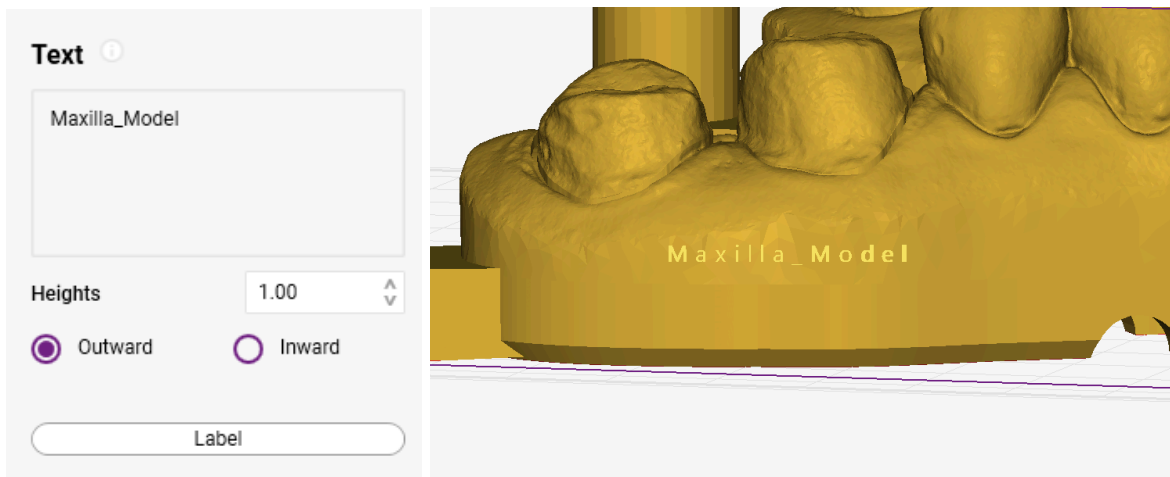 Text
Maxilla_Model
Heights
1.00
Outward
Inward
Label
Maxilla_Model